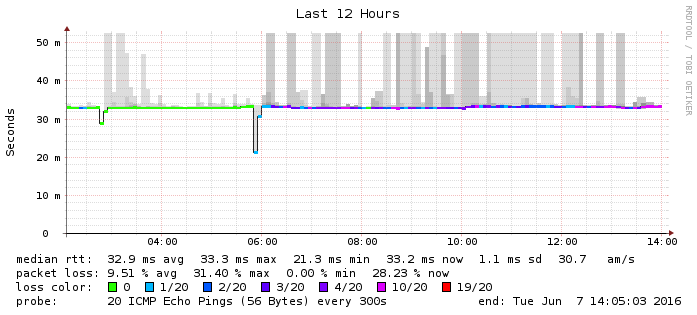 Last 12 Hours
RRDTOOL / TOBI OETIKER
Seconds
50 m
40 m
30 m
20 m
10 m
0
04:00 06:00 08:00 10:00 12:00 14:00
median rtt: 32.9 ms avg 33.3 ms max 21.3 ms min 33.2 ms now 1.1 ms sd 30.7 am/s
packet loss: 9.51 % avg 31.40 % max 0.00 % min 28.23 % now
loss color: 0 1/20 2/20 3/20 4/20 10/20 19/20
probe: 20 ICMP Echo Pings (56 Bytes) every 300s end: Tue Jun 7 14:05:03 2016